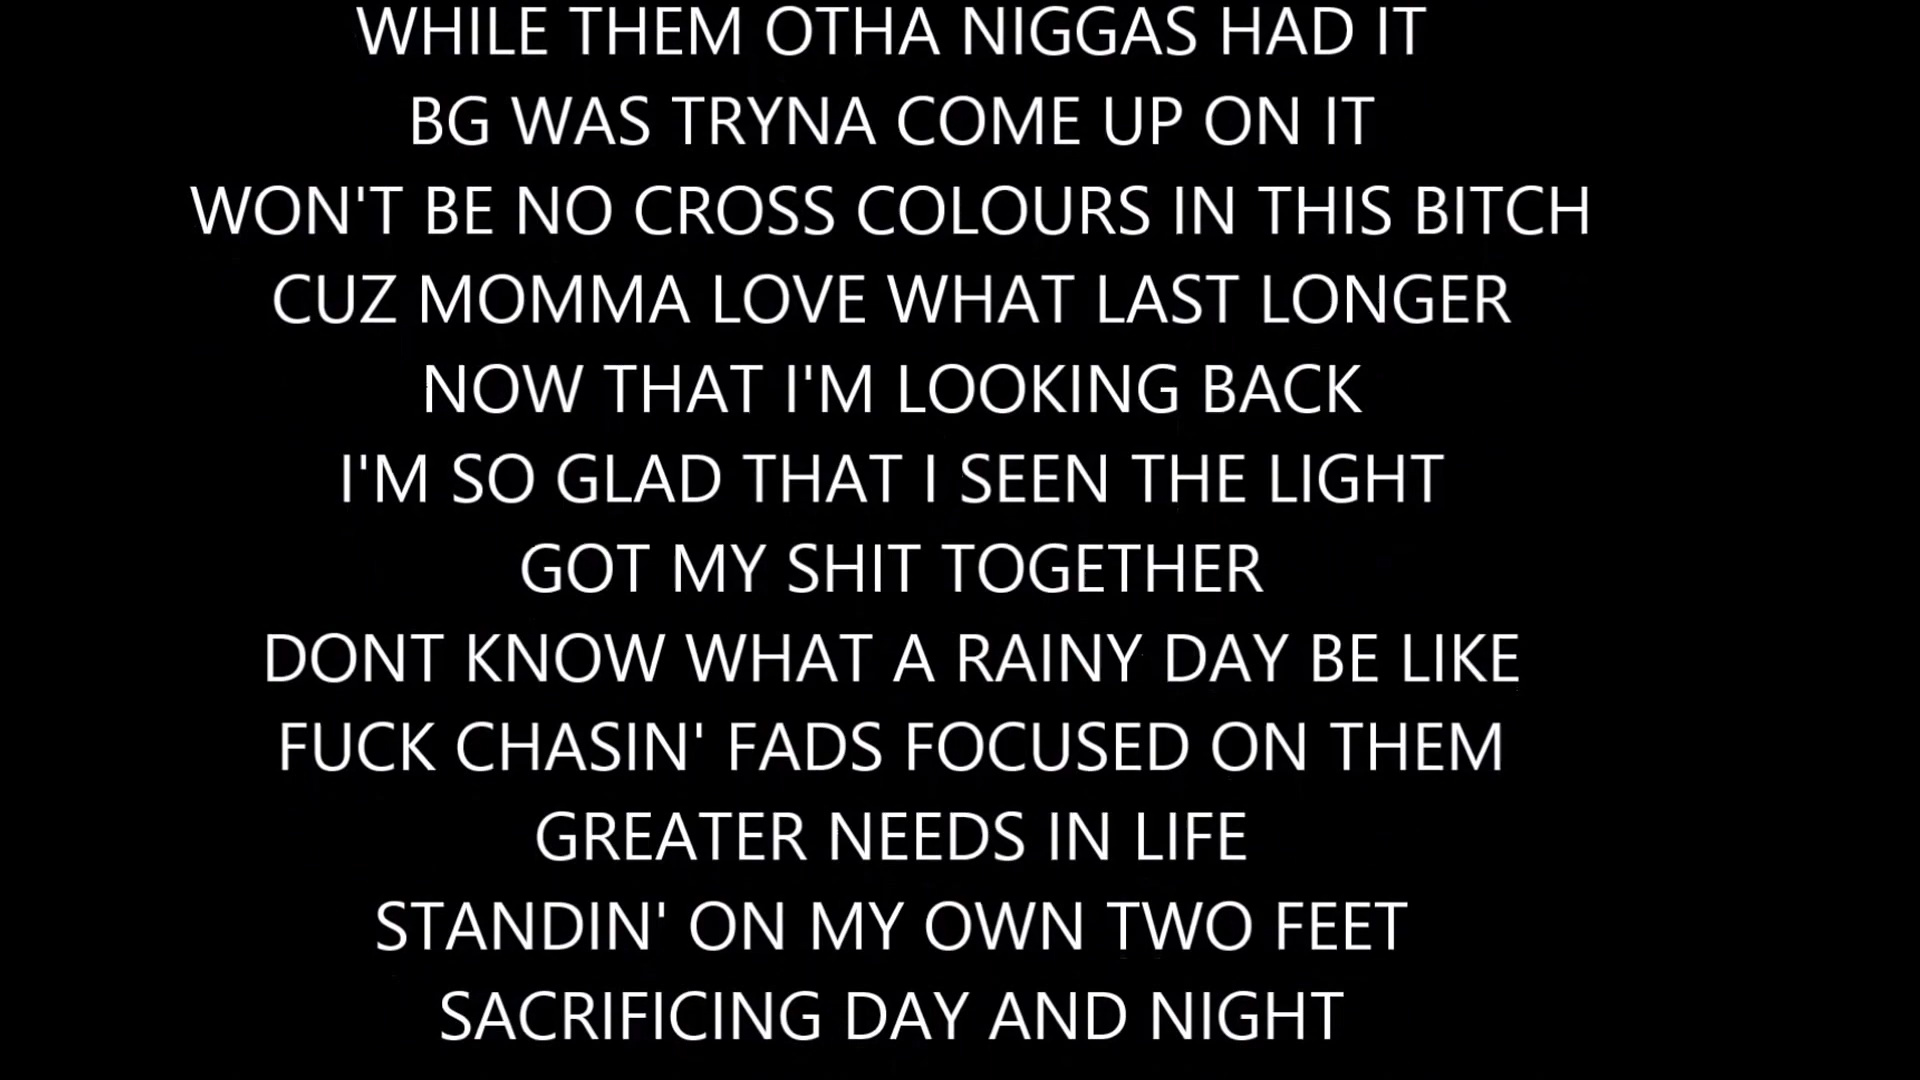 WHILE THEM OTHA NIGGAS HAD IT
BG WAS TRYNA COME UP ON IT
WON'T BE NO CROSS COLOURS IN THIS BITCH
CUZ MOMMA LOVE WHAT LAST LONGER
NOW THAT I'M LOOKING BACK
I'M SO GLAD THAT I SEEN THE LIGHT
GOT MY SHIT TOGETHER
DONT KNOW WHAT A RAINY DAY BE LIKE
FUCK CHASIN' FADS FOCUSED ON THEM
GREATER NEEDS IN LIFE
STANDIN' ON MY OWN TWO FEET
SACRIFICING DAY AND NIGHT